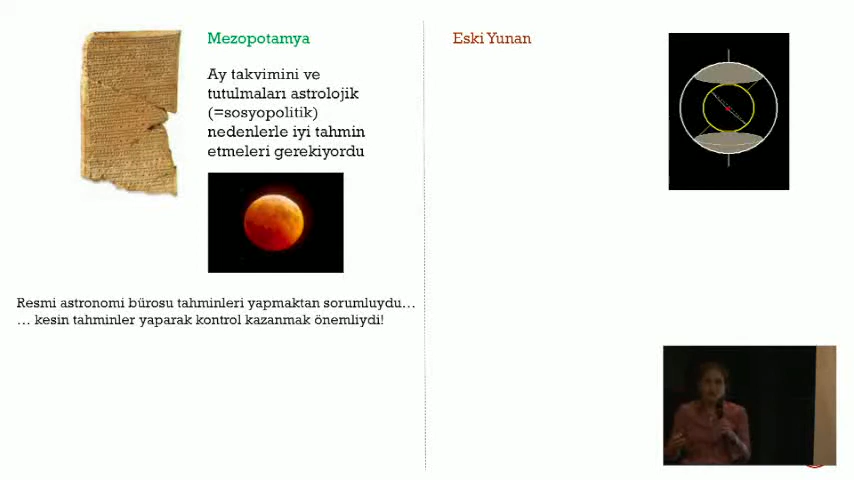 Mezopotamya
Ay takvimini ve
tutulmaları astrolojik
(=sosyopolitik)
nedenlerle iyi tahmin
etmeleri gerekiyordu
Resmi astronomi bürosu tahminleri yapmaktan sorumluydu…
… kesin tahminler yaparak kontrol kazanmak önemliydi!
Eski Yunan